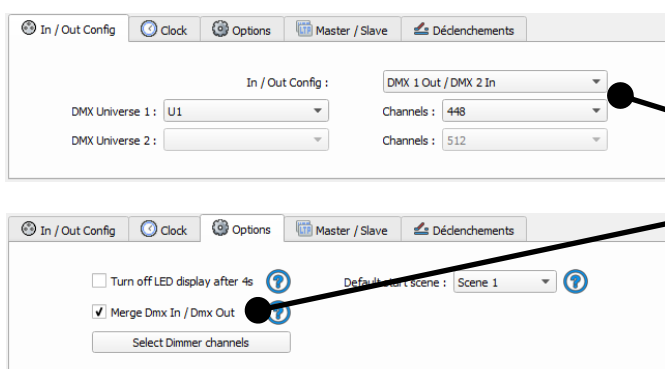 In / Out Config Clock Options Master / Slave Déclenchements
In / Out Config : DMX 1 Out / DMX 2 In
DMX Universe 1 : U1 Channels : 448
DMX Universe 2 : Channels : 512
In / Out Config Clock Options Master / Slave Déclenchements
Turn off LED display after 4s ? Default start scene : Scene 1 ?
Merge Dmx In / Dmx Out ?
Select Dimmer channels